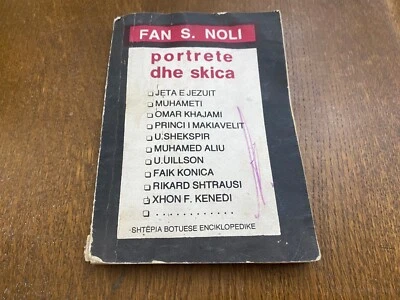 FAN S. NOLI
portrete
dhe skica
JETA E JEZUIT
MUHAMETI
OMAR KHAJAMI
PRINCI I MAKIAVELIT
U.SHEKSPIR
MUHAMED ALIU
U.UILLSON
FAIK KONICA
RIKARD SHTRAUSI
XHON F. KENEDI
............
SHTËPIA BOTUESE ENCIKLOPEDIKE